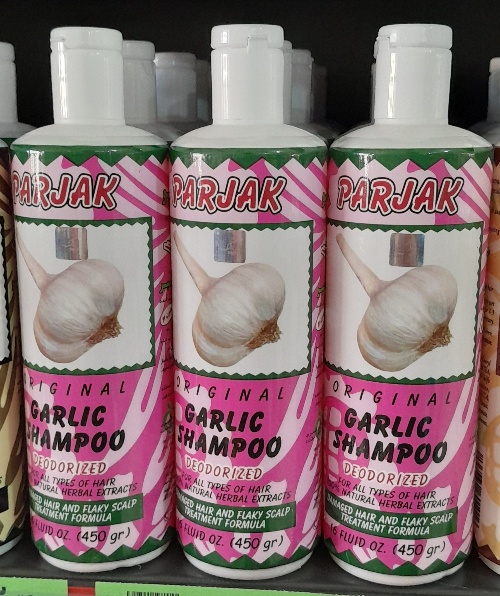 PARJAK
ORIGINAL
GARLIC
SHAMPOO
DEODORIZED
FOR ALL TYPES OF HAIR
NATURAL HERBAL EXTRACTS
DAMAGED HAIR AND FLAKY SCALP
TREATMENT FORMULA
16 FLUID OZ. (450 gr)
PARJAK
ORIGINAL
GARLIC
SHAMPOO
DEODORIZED
FOR ALL TYPES OF HAIR
NATURAL HERBAL EXTRACTS
DAMAGED HAIR AND FLAKY SCALP
TREATMENT FORMULA
16 FLUID OZ. (450 gr)
PARJAK
ORIGINAL
GARLIC
SHAMPOO
DEODORIZED
FOR ALL TYPES OF HAIR
NATURAL HERBAL EXTRACTS
DAMAGED HAIR AND FLAKY SCALP
TREATMENT FORMULA
16 FLUID OZ. (450 gr)